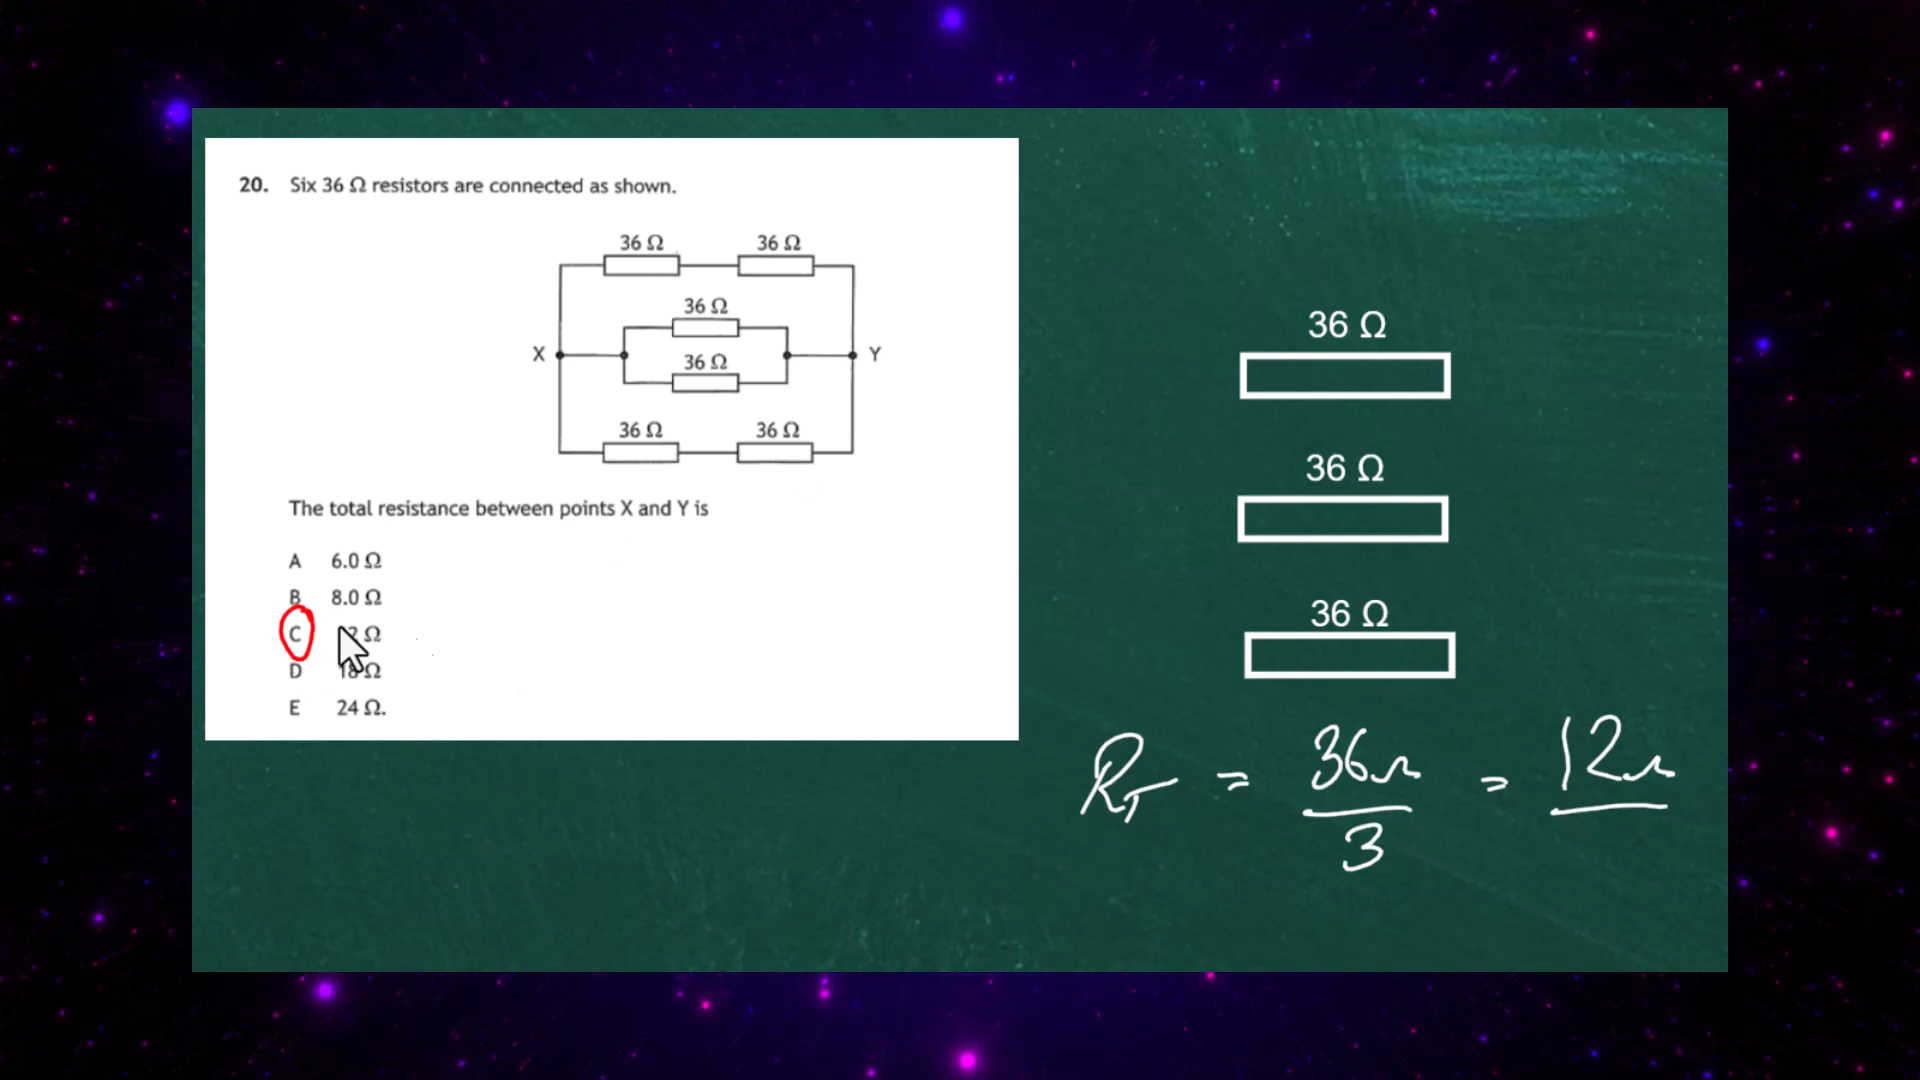 20. Six 36 Ω resistors are connected as shown.
36 Ω 36 Ω
36 Ω
X Y
36 Ω
36 Ω 36 Ω
The total resistance between points X and Y is
A 6.0 Ω
B 8.0 Ω
C Ω
D 18 Ω
E 24 Ω.
36 Ω
36 Ω
36 Ω
R_T = 36Ω/3 = 12Ω